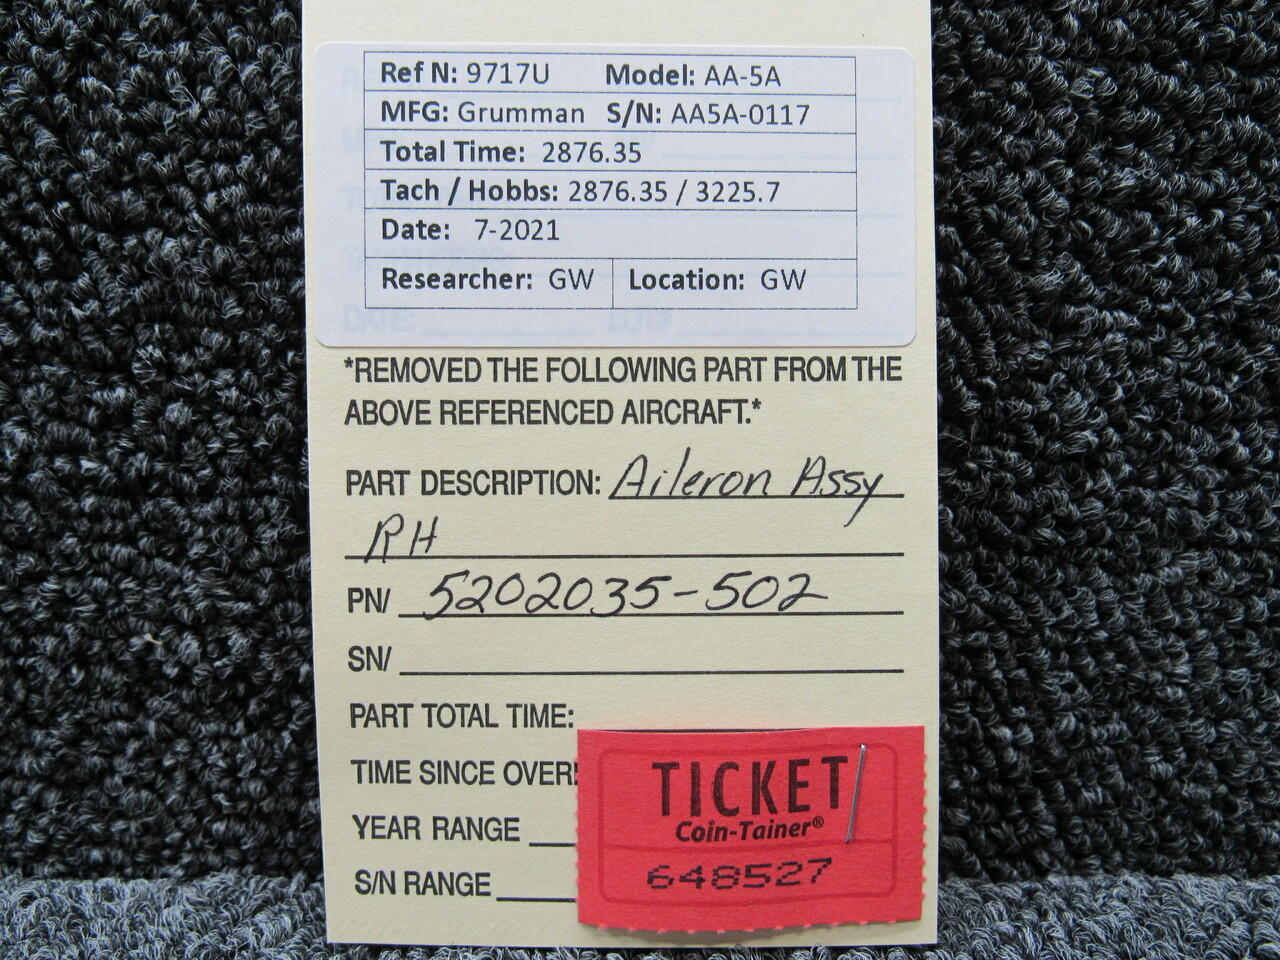 Ref N: 9717U Model: AA-5A
MFG: Grumman S/N: AA5A-0117
Total Time: 2876.35
Tach / Hobbs: 2876.35 / 3225.7
Date: 7-2021
Researcher: GW Location: GW
DATE: LOT#
*REMOVED THE FOLLOWING PART FROM THE
ABOVE REFERENCED AIRCRAFT.*
PART DESCRIPTION: Aileron Assy
RH
PN/ 5202035-502
SN/
PART TOTAL TIME:
TIME SINCE OVER
YEAR RANGE
S/N RANGE
TICKET
Coin-Tainer®
648527